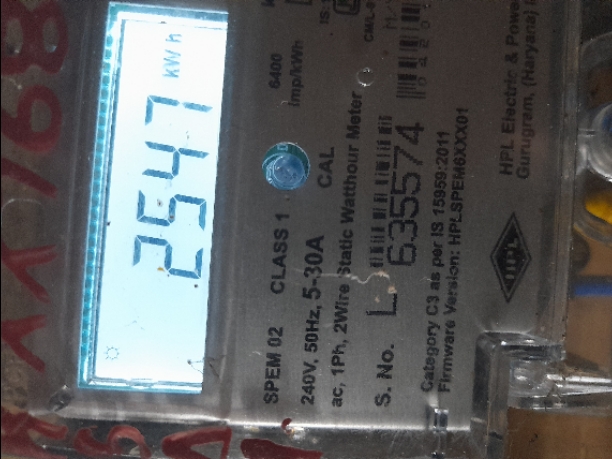 2547 kWh
6400
imp/kWh
CAL
SPEM 02 CLASS 1
240V, 50Hz, 5-30A
ac, 1Ph, 2Wire Static Watthour Meter
S. No. L 635574
Category C3 as per IS 15959:2011
Firmware Version: HPLSPEM6XXX01
HPL
HPL Electric & Power
Gurugram, (Haryana)